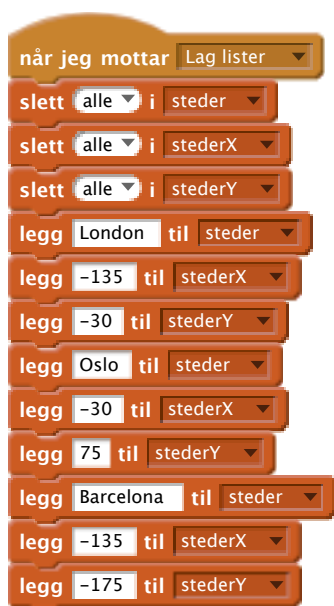 når jeg mottar Lag lister
slett alle i steder
slett alle i stederX
slett alle i stederY
legg London til steder
legg -135 til stederX
legg -30 til stederY
legg Oslo til steder
legg -30 til stederX
legg 75 til stederY
legg Barcelona til steder
legg -135 til stederX
legg -175 til stederY